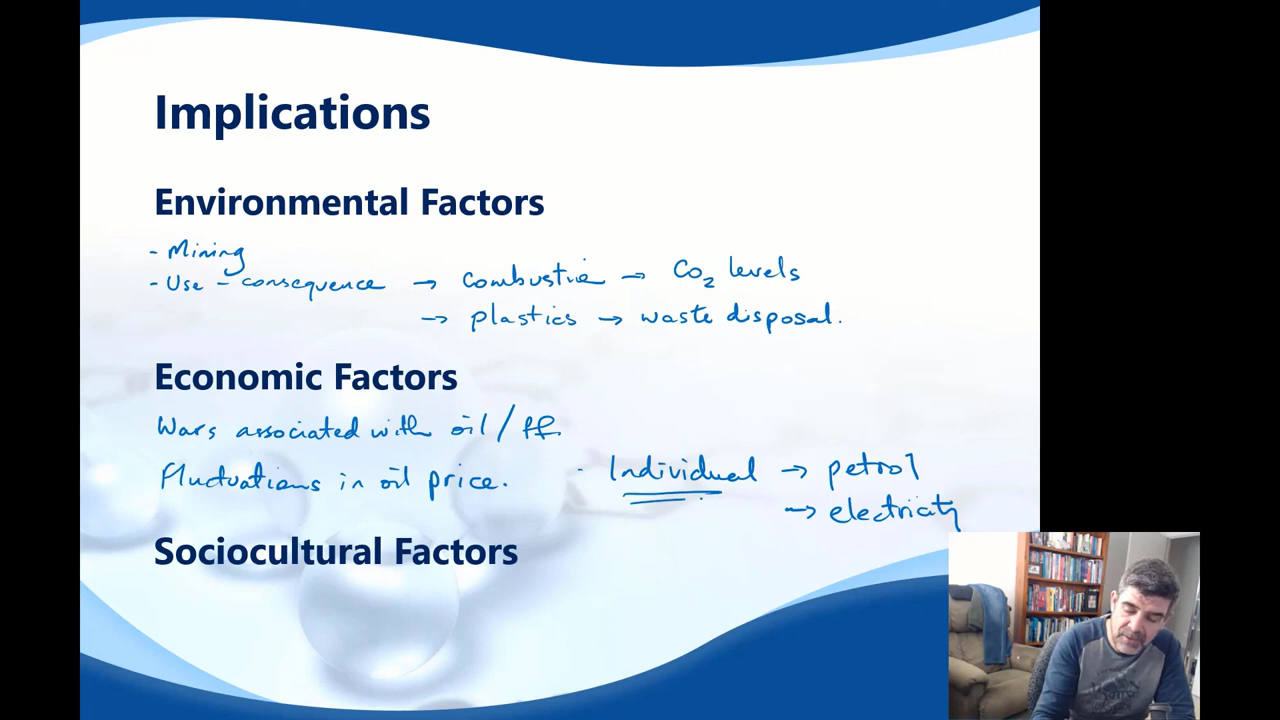 Implications
Environmental Factors
- Mining
- Use - consequence → combustion → CO2 levels
→ plastics → waste disposal.
Economic Factors
Wars associated with oil / ff.
Fluctuations in oil price. · Individual → petrol
→ electricity
Sociocultural Factors